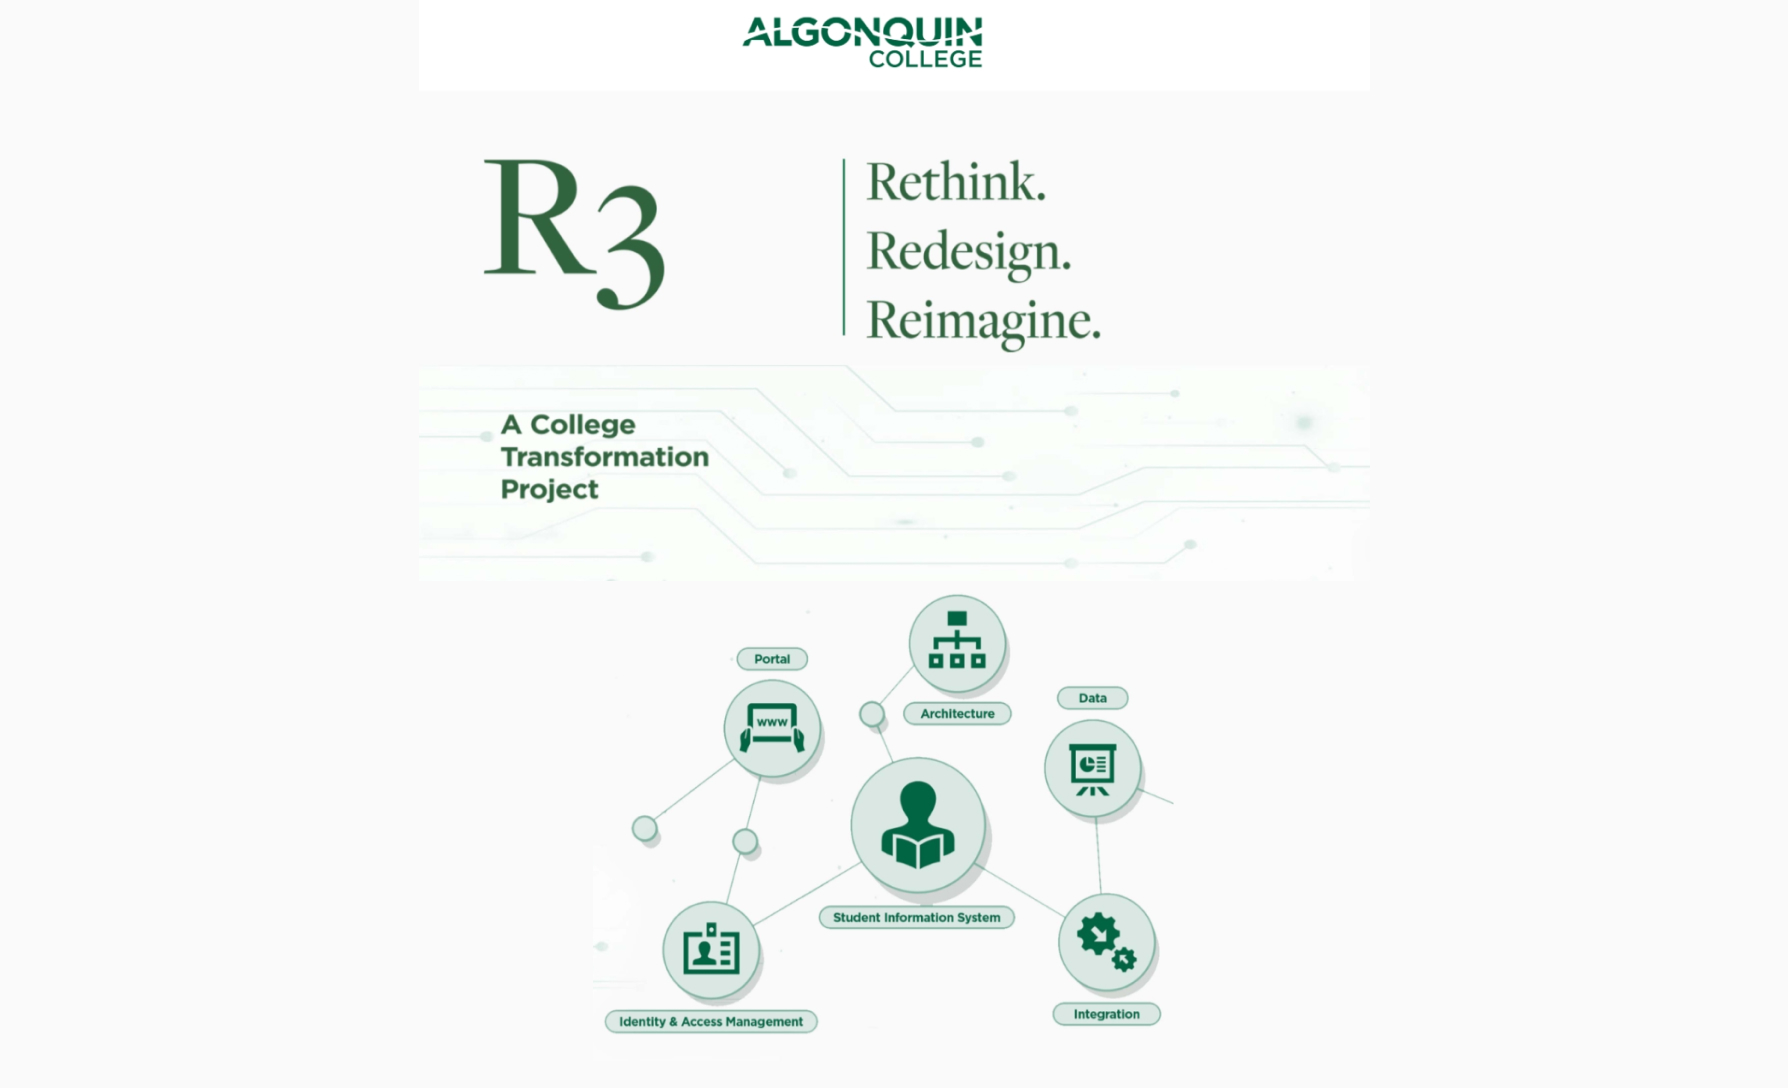 ALGONQUIN
COLLEGE
R3
Rethink.
Redesign.
Reimagine.
A College
Transformation
Project
Portal
www
Architecture
Data
Student Information System
Identity & Access Management
Integration